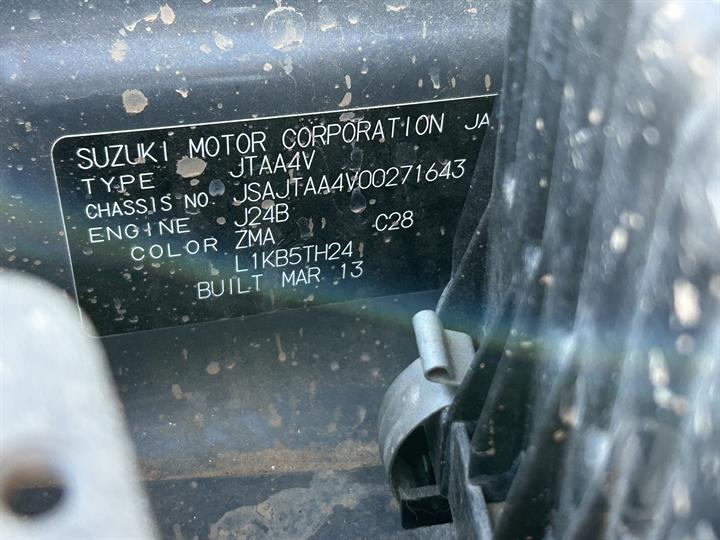 SUZUKI MOTOR CORPORATION JA
TYPE JTAA4V
CHASSIS NO. JSAJTAA4V00271643
ENGINE J24B
COLOR ZMA C28
L1KB5TH24
BUILT MAR. 13